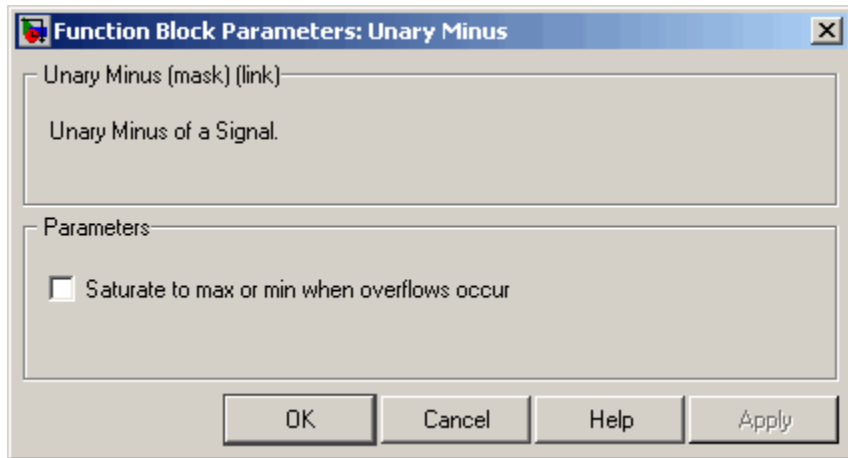 Function Block Parameters: Unary Minus
Unary Minus (mask) (link)
Unary Minus of a Signal.
Parameters
Saturate to max or min when overflows occur
OK Cancel Help Apply